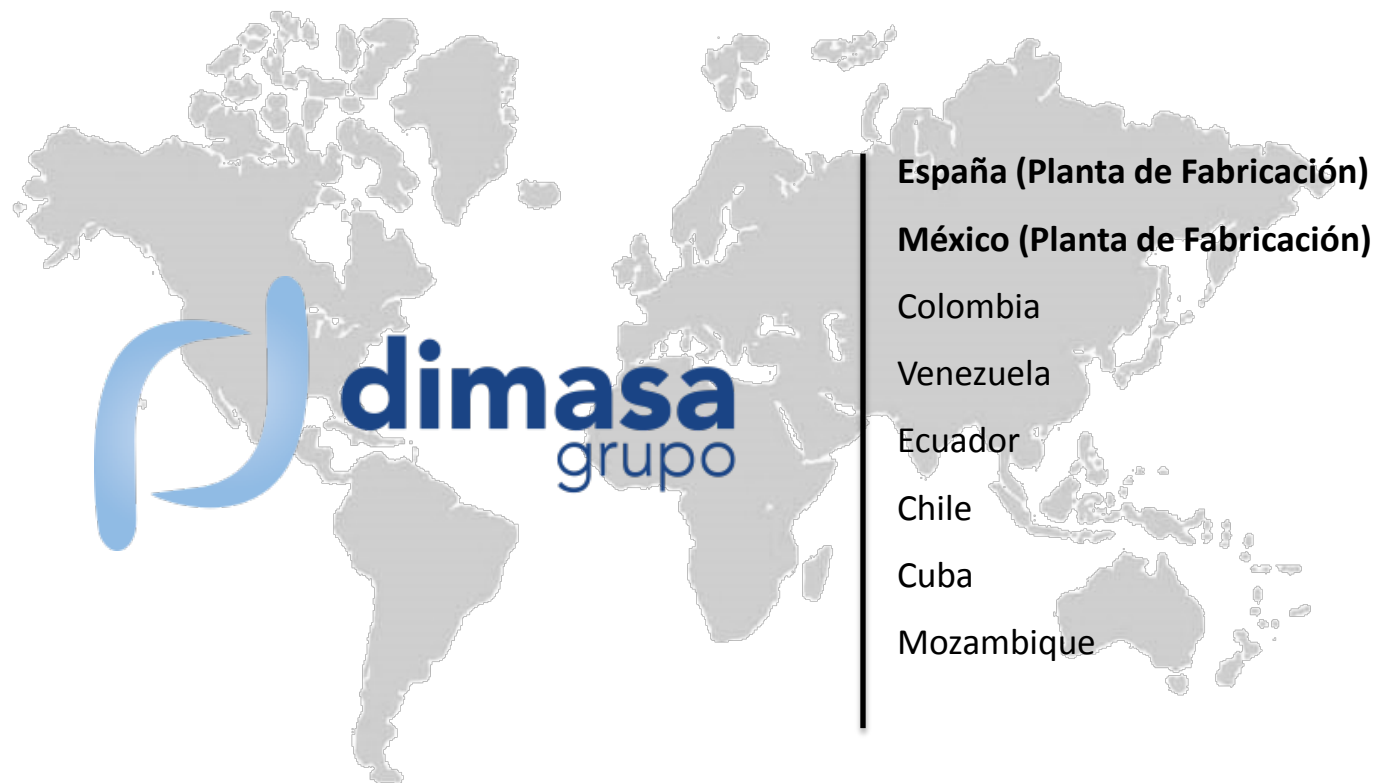 dimasa
grupo
España (Planta de Fabricación)
México (Planta de Fabricación)
Colombia
Venezuela
Ecuador
Chile
Cuba
Mozambique